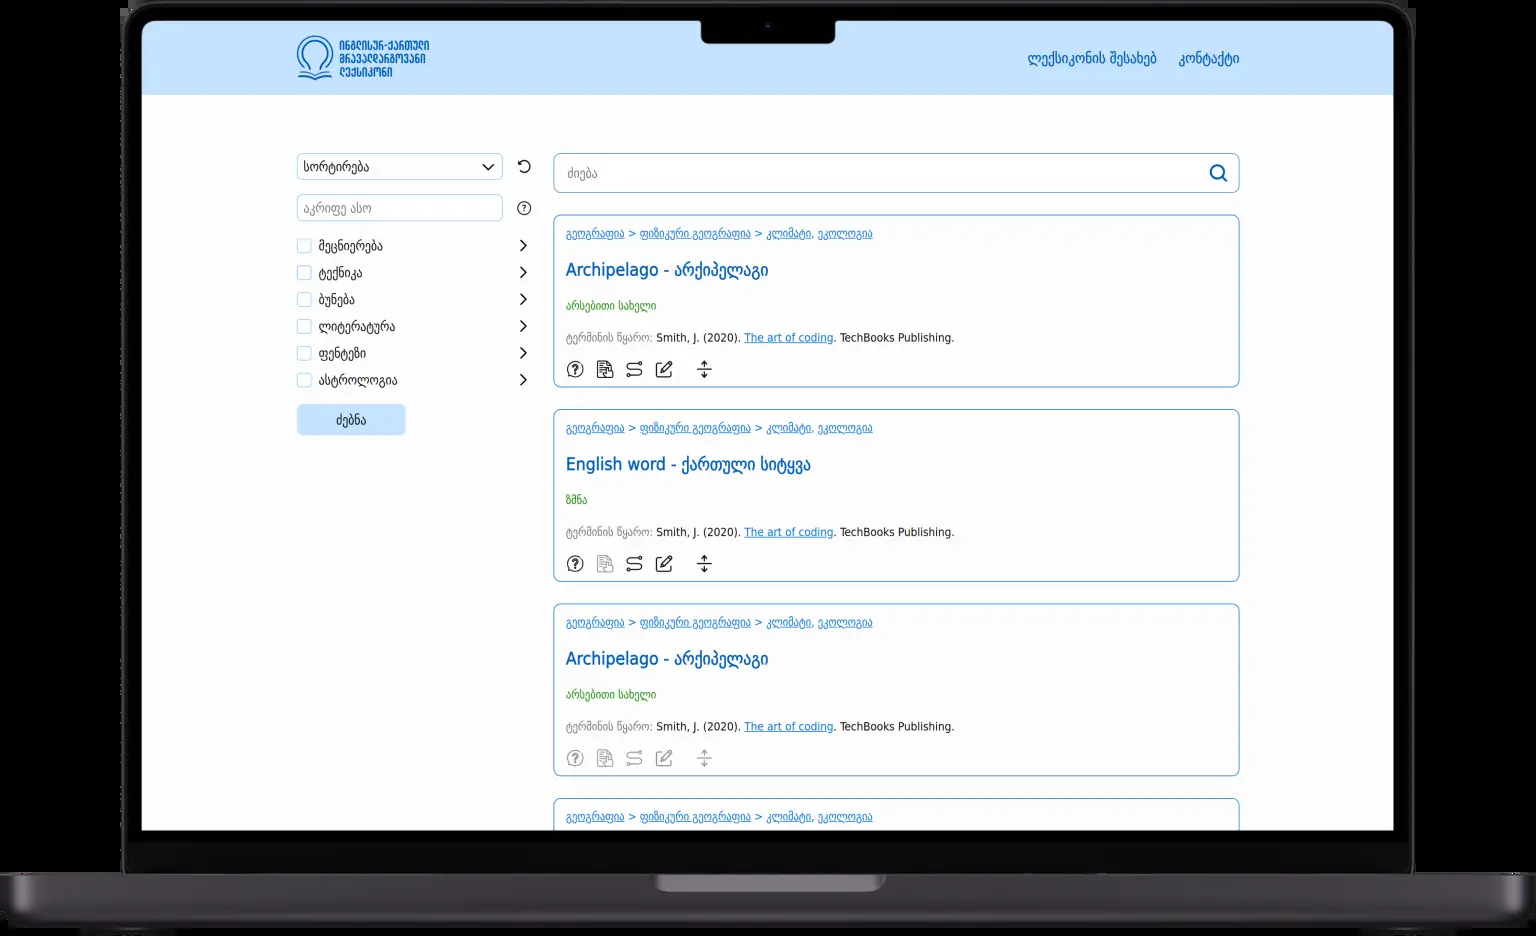 ინგლისურ-ქართული
მრავალდარგოვანი
ლექსიკონი
ლექსიკონის შესახებ
კონტაქტი
სორტირება
აკრიფე ასო
მეცნიერება
ტექნიკა
ბუნება
ლიტერატურა
ფენტეზი
ასტროლოგია
ძებნა
ძიება
გეოგრაფია > ფიზიკური გეოგრაფია > კლიმატი, ეკოლოგია
Archipelago - არქიპელაგი
არსებითი სახელი
ტერმინის წყარო: Smith, J. (2020). The art of coding. TechBooks Publishing.
გეოგრაფია > ფიზიკური გეოგრაფია > კლიმატი, ეკოლოგია
English word - ქართული სიტყვა
ზმნა
ტერმინის წყარო: Smith, J. (2020). The art of coding. TechBooks Publishing.
გეოგრაფია > ფიზიკური გეოგრაფია > კლიმატი, ეკოლოგია
Archipelago - არქიპელაგი
არსებითი სახელი
ტერმინის წყარო: Smith, J. (2020). The art of coding. TechBooks Publishing.
გეოგრაფია > ფიზიკური გეოგრაფია > კლიმატი, ეკოლოგია